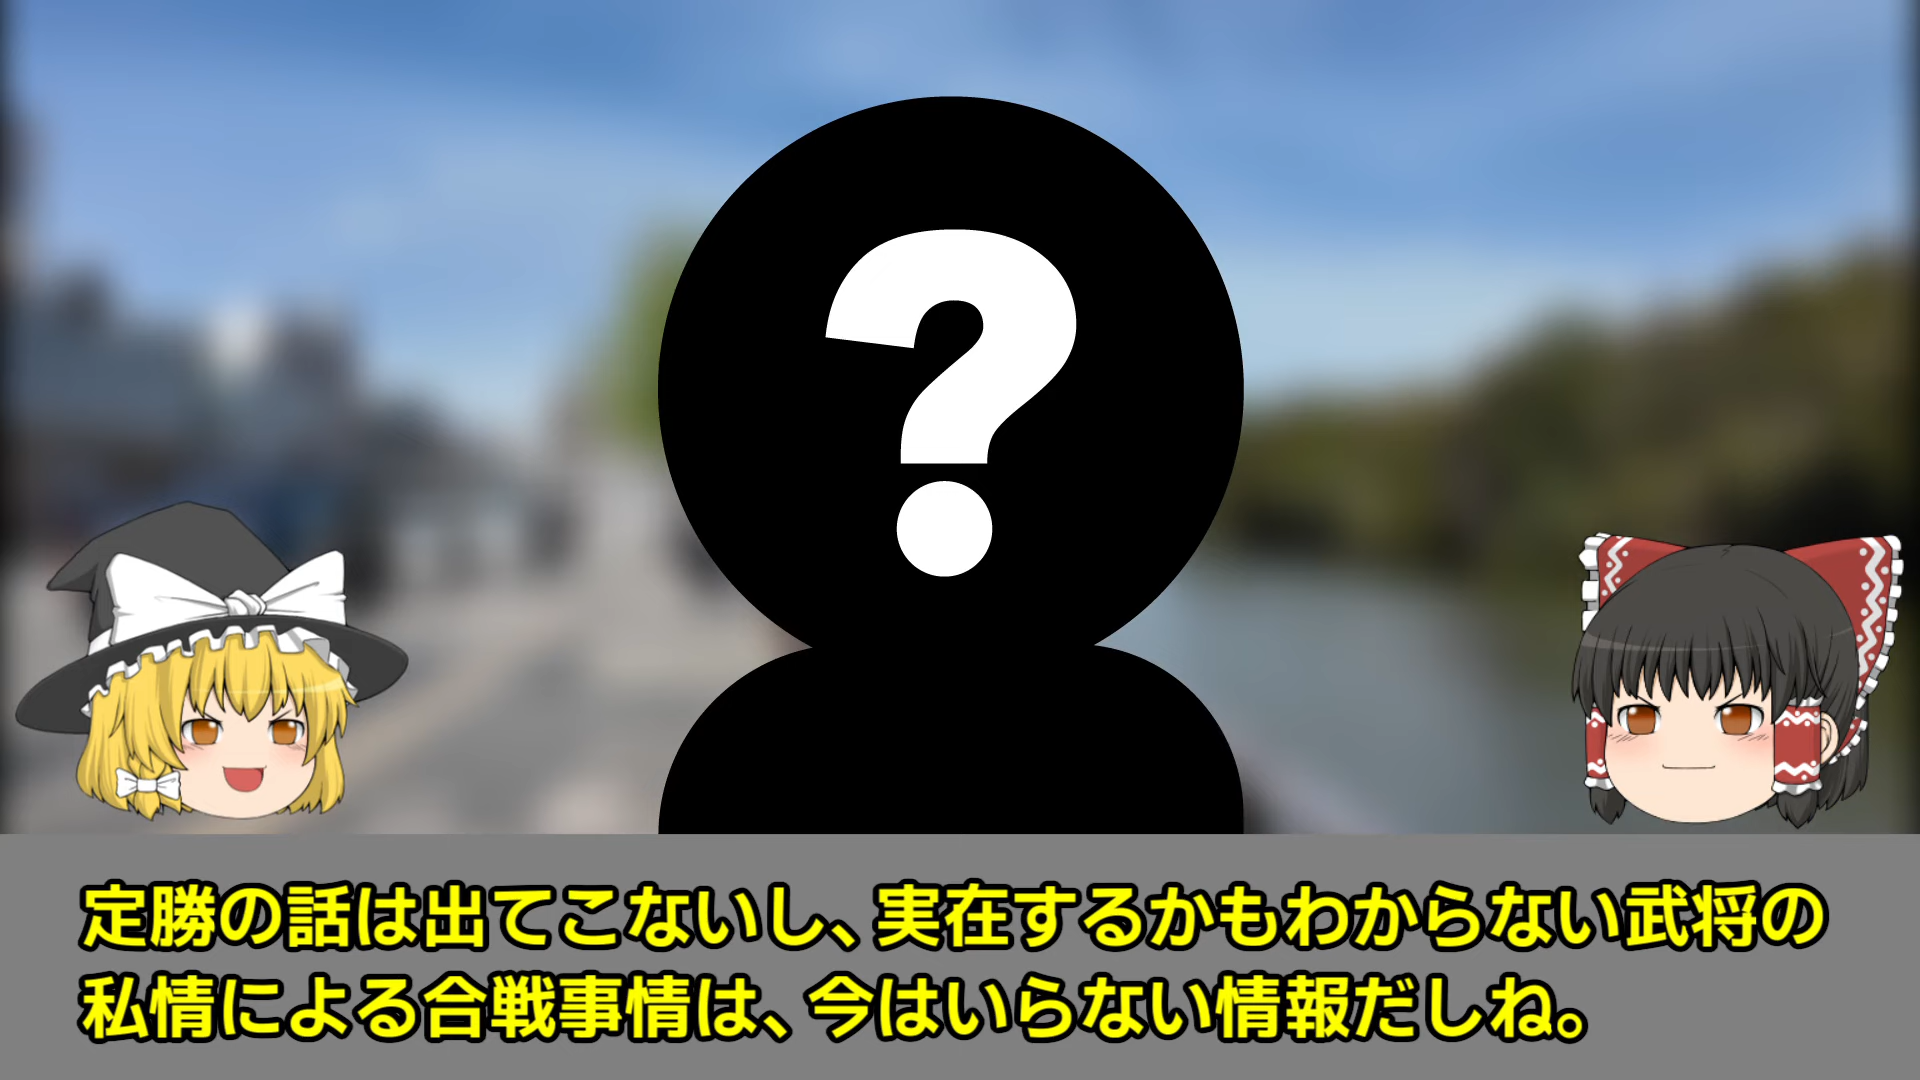 ?
定勝の話は出てこないし、実在するかもわからない武将の
私情による合戦事情は、今はいらない情報だしね。